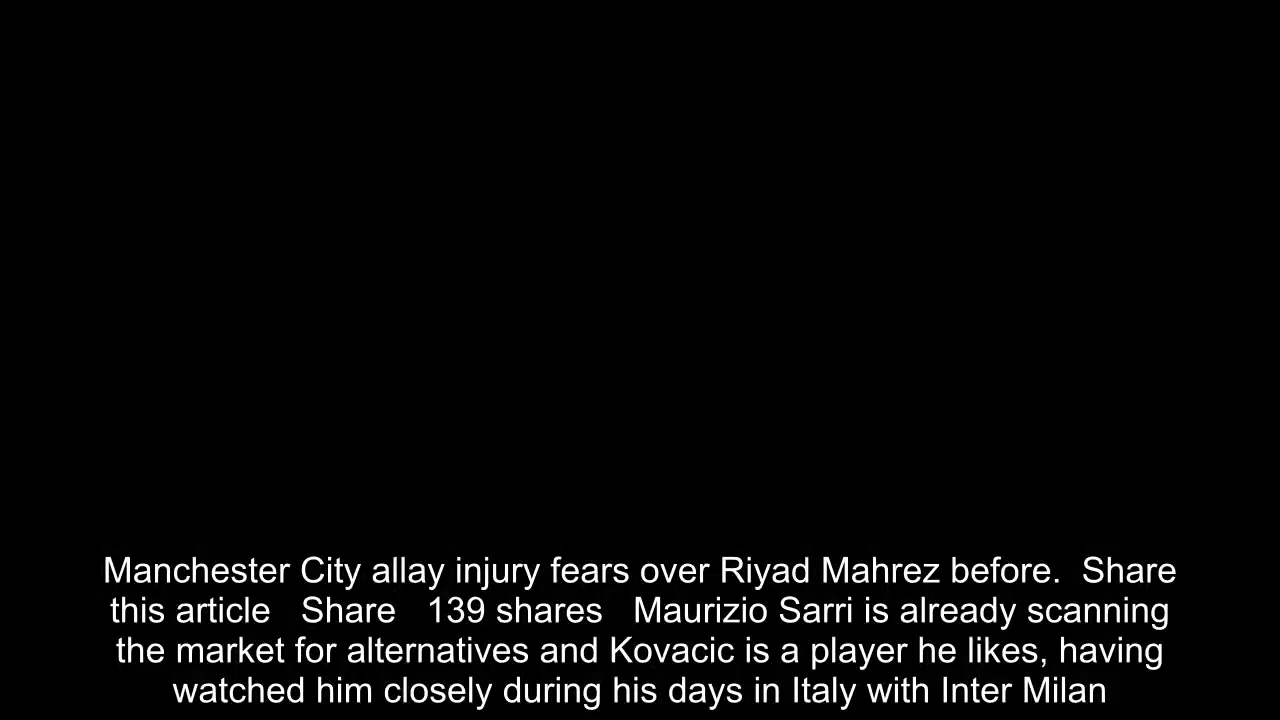 Manchester City allay injury fears over Riyad Mahrez before.  Share
this article   Share   139 shares   Maurizio Sarri is already scanning
the market for alternatives and Kovacic is a player he likes, having
watched him closely during his days in Italy with Inter Milan